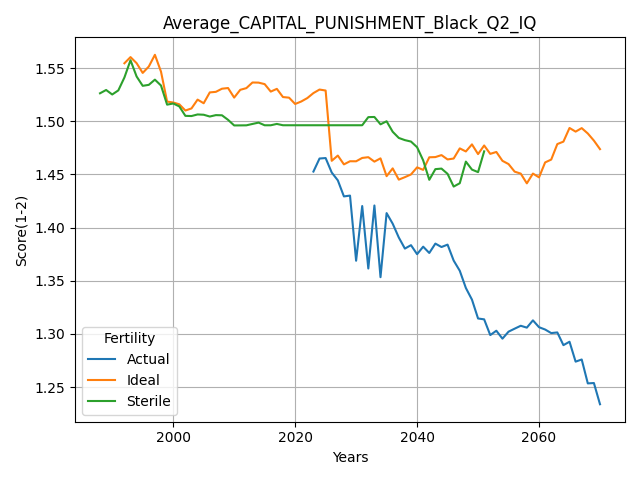 Average_CAPITAL_PUNISHMENT_Black_Q2_IQ
Score(1-2)
1.55
1.50
1.45
1.40
1.35
1.30
1.25
Fertility
Actual
Ideal
Sterile
2000
2020
2040
2060
Years